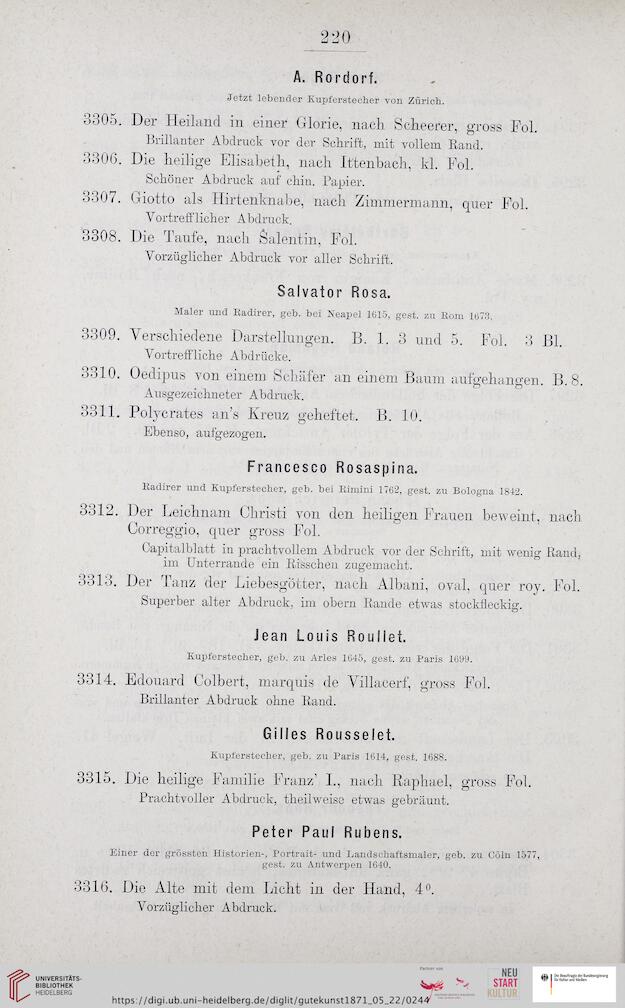 220
A. Rordorf.
Jetzt lebender Kupferstecher von Zürich.
3305. Der Heiland in einer Glorie, nach Scheerer, gross Fol.
Brillanter Abdruck vor der Schrift, mit vollem Rand.
3306. Die heilige Elisabeth, nach Ittenbach, kl. Fol.
Schöner Abdruck auf chin. Papier.
3307. Giotto als Hirtenknabe, nach Zimmermann, quer Fol.
Vortrefflicher Abdruck.
3308. Die Taufe, nach Salentin, Fol.
Vorzüglicher Abdruck vor aller Schrift.
Salvator Rosa.
Maler und Radirer, geb. bei Neapel 1615, gest. zu Rom 1673.
3309. Verschiedene Darstellungen. B. 1. 3 und 5. Fol. 3 Bl.
Vortreffliche Abdrücke.
3310. Oedipus von einem Schäfer an einem Baum aufgehangen. B. 8.
Ausgezeichneter Abdruck.
3311. Polycrates an's Kreuz geheftet. B. 10.
Ebenso, aufgezogen.
Francesco Rosaspina.
Radirer und Kupferstecher, geb. bei Rimini 1762, gest. zu Bologna 1842.
3312. Der Leichnam Christi von den heiligen Frauen beweint, nach
Correggio, quer gross Fol.
Capitalblatt in prachtvollem Abdruck vor der Schrift, mit wenig Rand,
im Unterrande ein Risschen zugemacht.
3313. Der Tanz der Liebesgötter, nach Albani, oval, quer roy. Fol.
Superber alter Abdruck, im obern Rande etwas stockfleckig.
Jean Louis Roullet.
Kupferstecher, geb. zu Arles 1645, gest. zu Paris 1699.
3314. Edouard Colbert, marquis de Villacerf, gross Fol.
Brillanter Abdruck ohne Rand.
Gilles Rousselet.
Kupferstecher, geb. zu Paris 1614, gest. 1688.
3315. Die heilige Familie Franz' I., nach Raphael, gross Fol.
Prachtvoller Abdruck, theilweise etwas gebräunt.
Peter Paul Rubens.
Einer der grössten Historien-, Portrait- und Landschaftsmaler, geb. zu Cöln 1577,
gest. zu Antwerpen 1640.
3316. Die Alte mit dem Licht in der Hand, 4º.
Vorzüglicher Abdruck.
UNIVERSITÄTS-
BIBLIOTHEK
HEIDELBERG
https://digi.ub.uni-heidelberg.de/diglit/gutekunst1871_05_22/0244
Partner von
NEU
START
KULTUR
Die Beauftragte der Bundesregierung
für Kultur und Medien